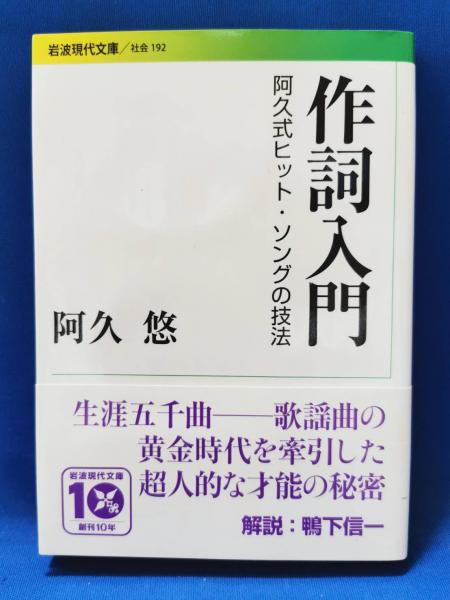 岩波現代文庫/社会 192
作詞入門
阿久式ヒット・ソングの技法
阿久 悠
生涯五千曲――歌謡曲の
黄金時代を牽引した
超人的な才能の秘密
岩波現代文庫
10
創刊10年
解説：鴨下信一